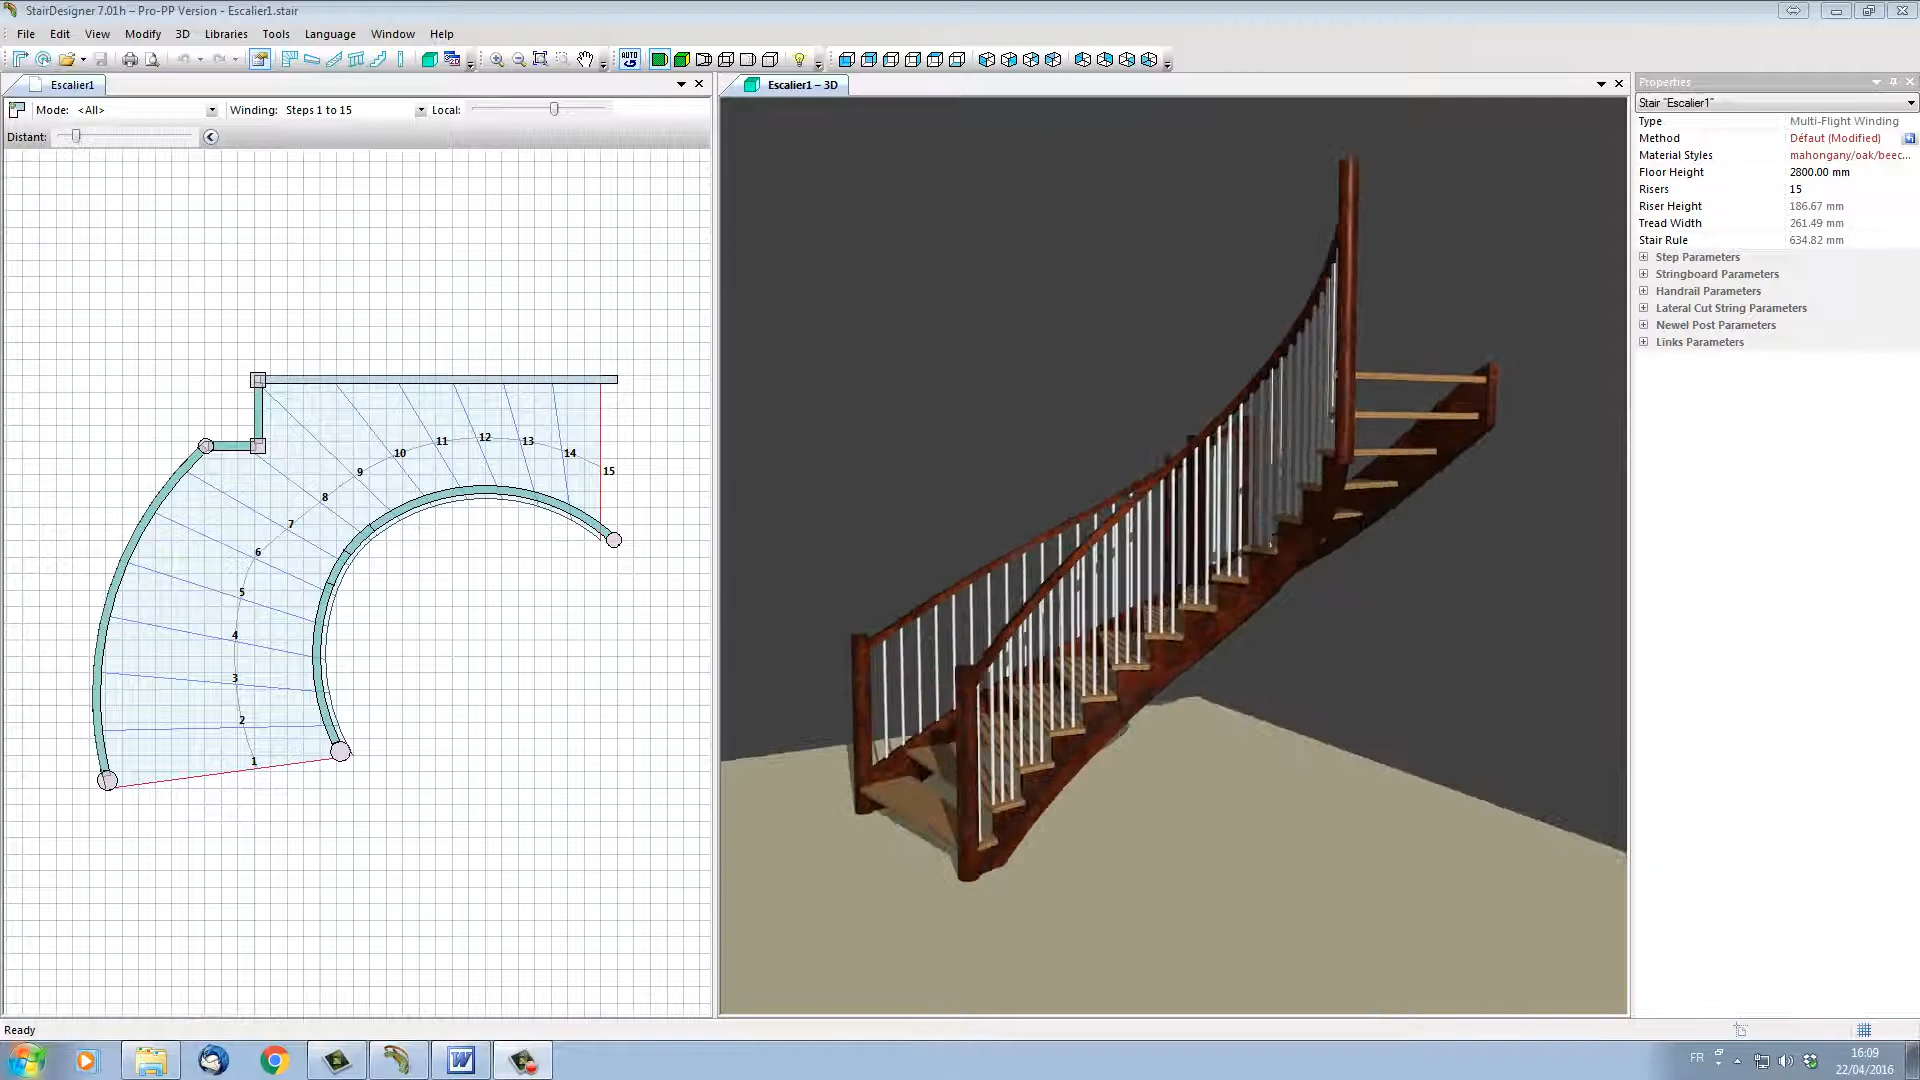 StairDesigner 7.01h – Pro-PP Version - Escalier1.stair
File Edit View Modify 3D Libraries Tools Language Window Help
AUTO
Escalier1
Escalier1 – 3D
Mode: <All> Winding: Steps 1 to 15 Local:
Distant:
Properties
Stair "Escalier1"
Type Multi-Flight Winding
Method Défaut (Modified)
Material Styles mahongany/oak/beec...
Floor Height 2800.00 mm
Risers 15
Riser Height 186.67 mm
Tread Width 261.49 mm
Stair Rule 634.82 mm
Step Parameters
Stringboard Parameters
Handrail Parameters
Lateral Cut String Parameters
Newel Post Parameters
Links Parameters
12
11
13
10
14
9
15
8
7
6
5
4
3
2
1
Ready
FR
16:09
22/04/2016